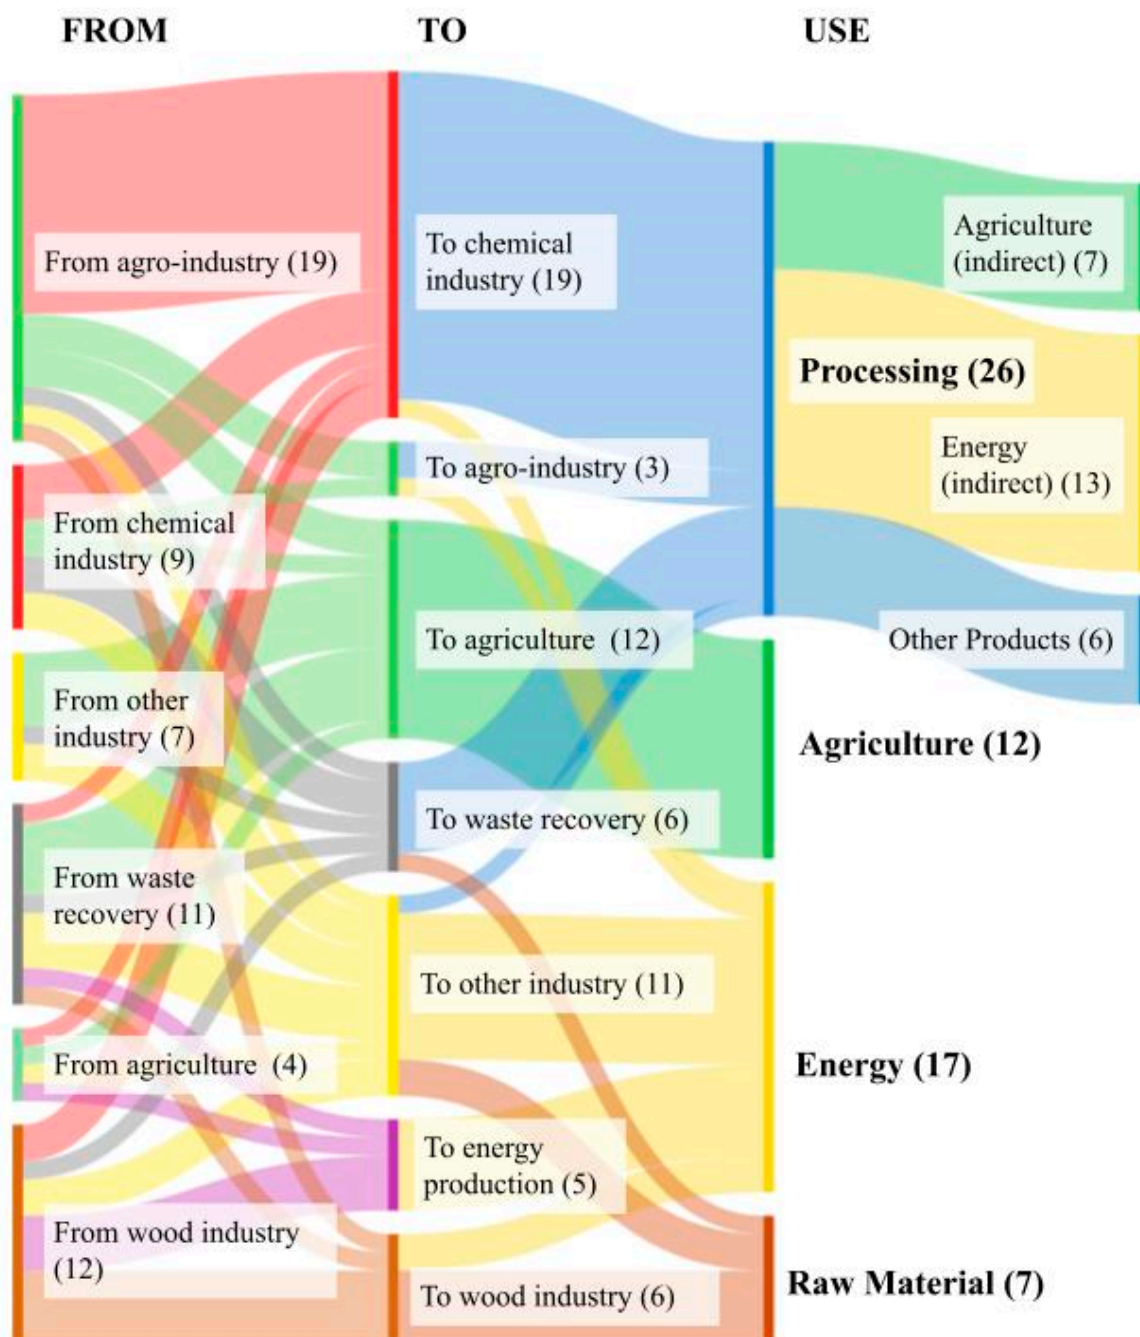 FROM
TO
USE
From agro-industry (19)
From chemical
industry (9)
From other
industry (7)
From waste
recovery (11)
From agriculture  (4)
From wood industry
(12)
To chemical
industry (19)
To agro-industry (3)
To agriculture  (12)
To waste recovery (6)
To other industry (11)
To energy
production (5)
To wood industry (6)
Processing (26)
Agriculture (12)
Energy (17)
Raw Material (7)
Agriculture
(indirect) (7)
Energy
(indirect) (13)
Other Products (6)